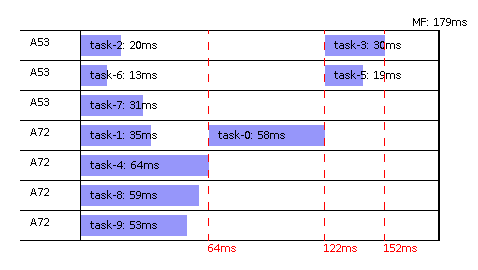 MF: 179ms
A53 task-2: 20ms task-3: 30ms
A53 task-6: 13ms task-5: 19ms
A53 task-7: 31ms
A72 task-1: 35ms task-0: 58ms
A72 task-4: 64ms
A72 task-8: 59ms
A72 task-9: 53ms
64ms 122ms 152ms